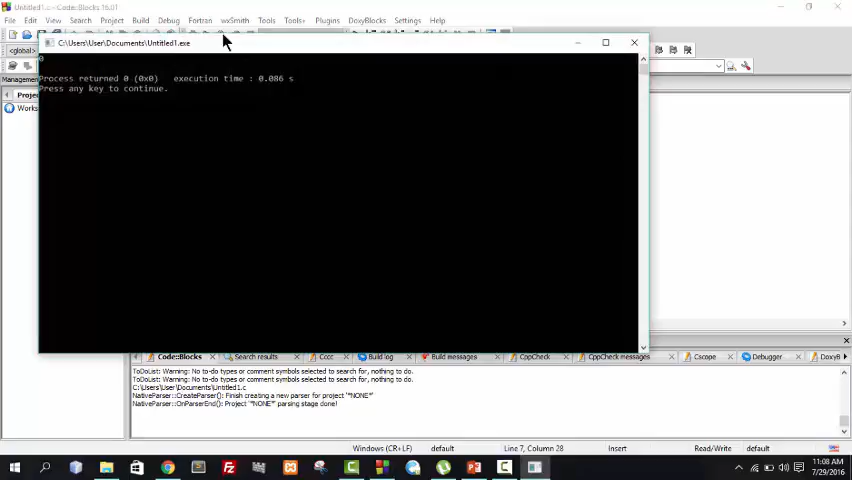 Untitled1.c - Code::Blocks 16.01
File Edit View Search Project Build Debug Fortran wxSmith Tools Tools+ Plugins DoxyBlocks Settings Help
C:\Users\User\Documents\Untitled1.exe
<global>
0
Management
Process returned 0 (0x0) execution time : 0.086 s
Press any key to continue.
Projec
Works
Code::Blocks Search results Cccc Build log Build messages CppCheck CppCheck messages Cscope Debugger DoxyB
ToDoList: Warning: No to-do types or comment symbols selected to search for, nothing to do.
ToDoList: Warning: No to-do types or comment symbols selected to search for, nothing to do.
C:\Users\User\Documents\Untitled1.c
NativeParser::CreateParser(): Finish creating a new parser for project '*NONE*'
NativeParser::OnParserEnd(): Project '*NONE*' parsing stage done!
Windows (CR+LF) default Line 7, Column 28 Insert Read/Write default
11:08 AM
7/29/2016